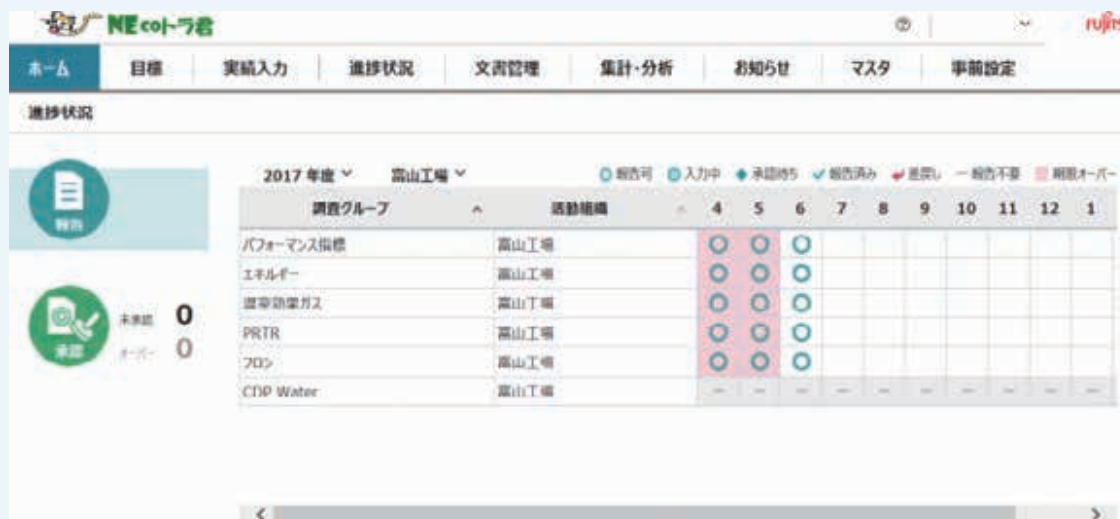 NEcoトラ君
ホーム 目標 実績入力 進捗状況 文書管理 集計・分析 お知らせ マスタ 事前設定
進捗状況
2017 年度 富山工場
報告可 入力中 承認待ち 報告済み 差戻し 報告不要 期限オーバー
報告
調査グループ 活動組織 4 5 6 7 8 9 10 11 12 1
パフォーマンス指標 富山工場
エネルギー 富山工場
温室効果ガス 富山工場
PRTR 富山工場
フロン 富山工場
CDP Water 富山工場
未承認 0
承認
オーバー 0